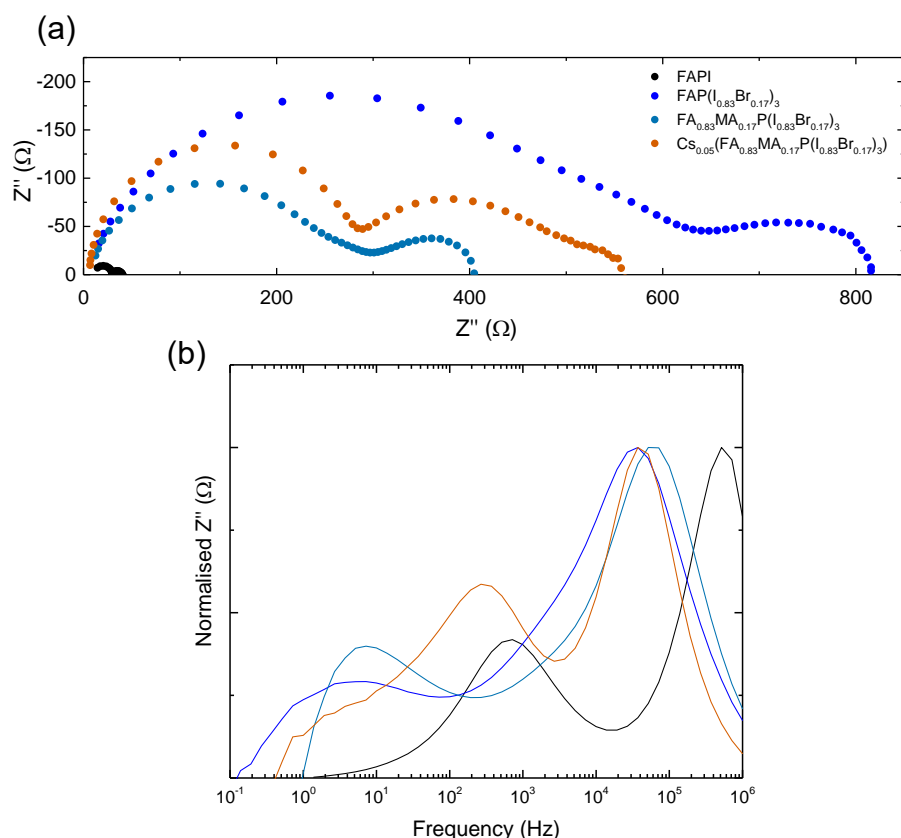 (a)
-200
-150
-100
-50
0
Z'' (Ω)
0 200 400 600 800
Z'' (Ω)
FAPI
FAP(I0.83Br0.17)3
FA0.83MA0.17P(I0.83Br0.17)3
Cs0.05(FA0.83MA0.17P(I0.83Br0.17)3)
(b)
Normalised Z'' (Ω)
10-1 100 101 102 103 104 105 106
Frequency (Hz)